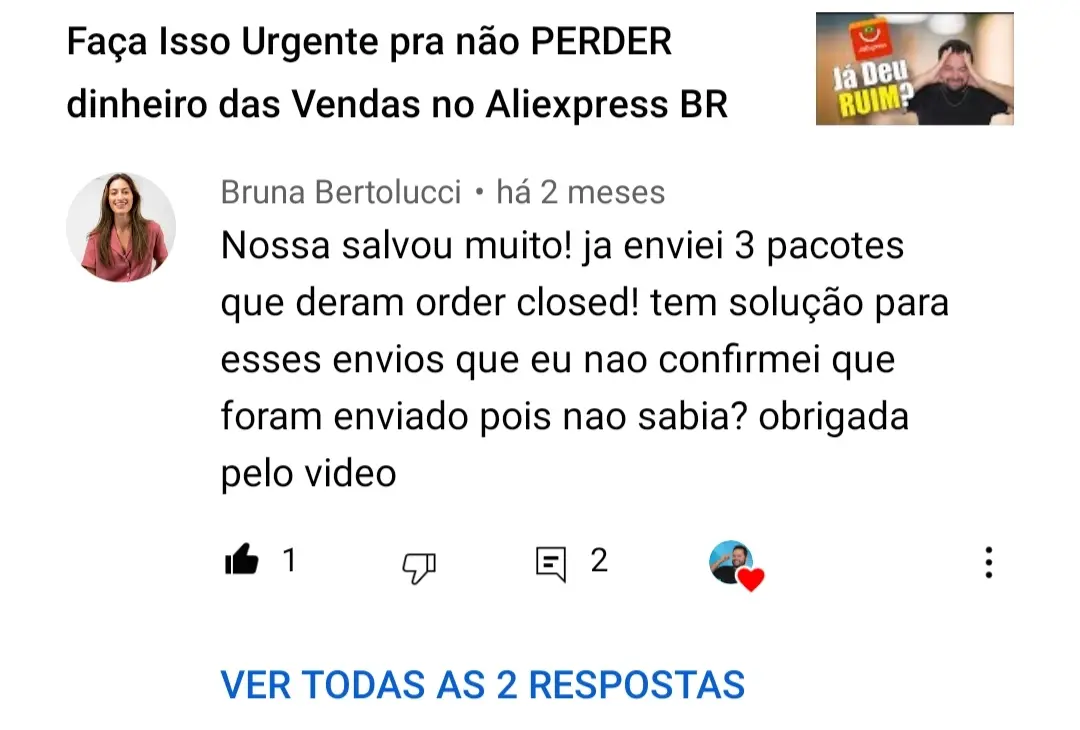 Faça Isso Urgente pra não PERDER
dinheiro das Vendas no Aliexpress BR
AliExpress
Já Deu
RUIM?
Bruna Bertolucci • há 2 meses
Nossa salvou muito! ja enviei 3 pacotes
que deram order closed! tem solução para
esses envios que eu nao confirmei que
foram enviado pois nao sabia? obrigada
pelo video
1
2
VER TODAS AS 2 RESPOSTAS